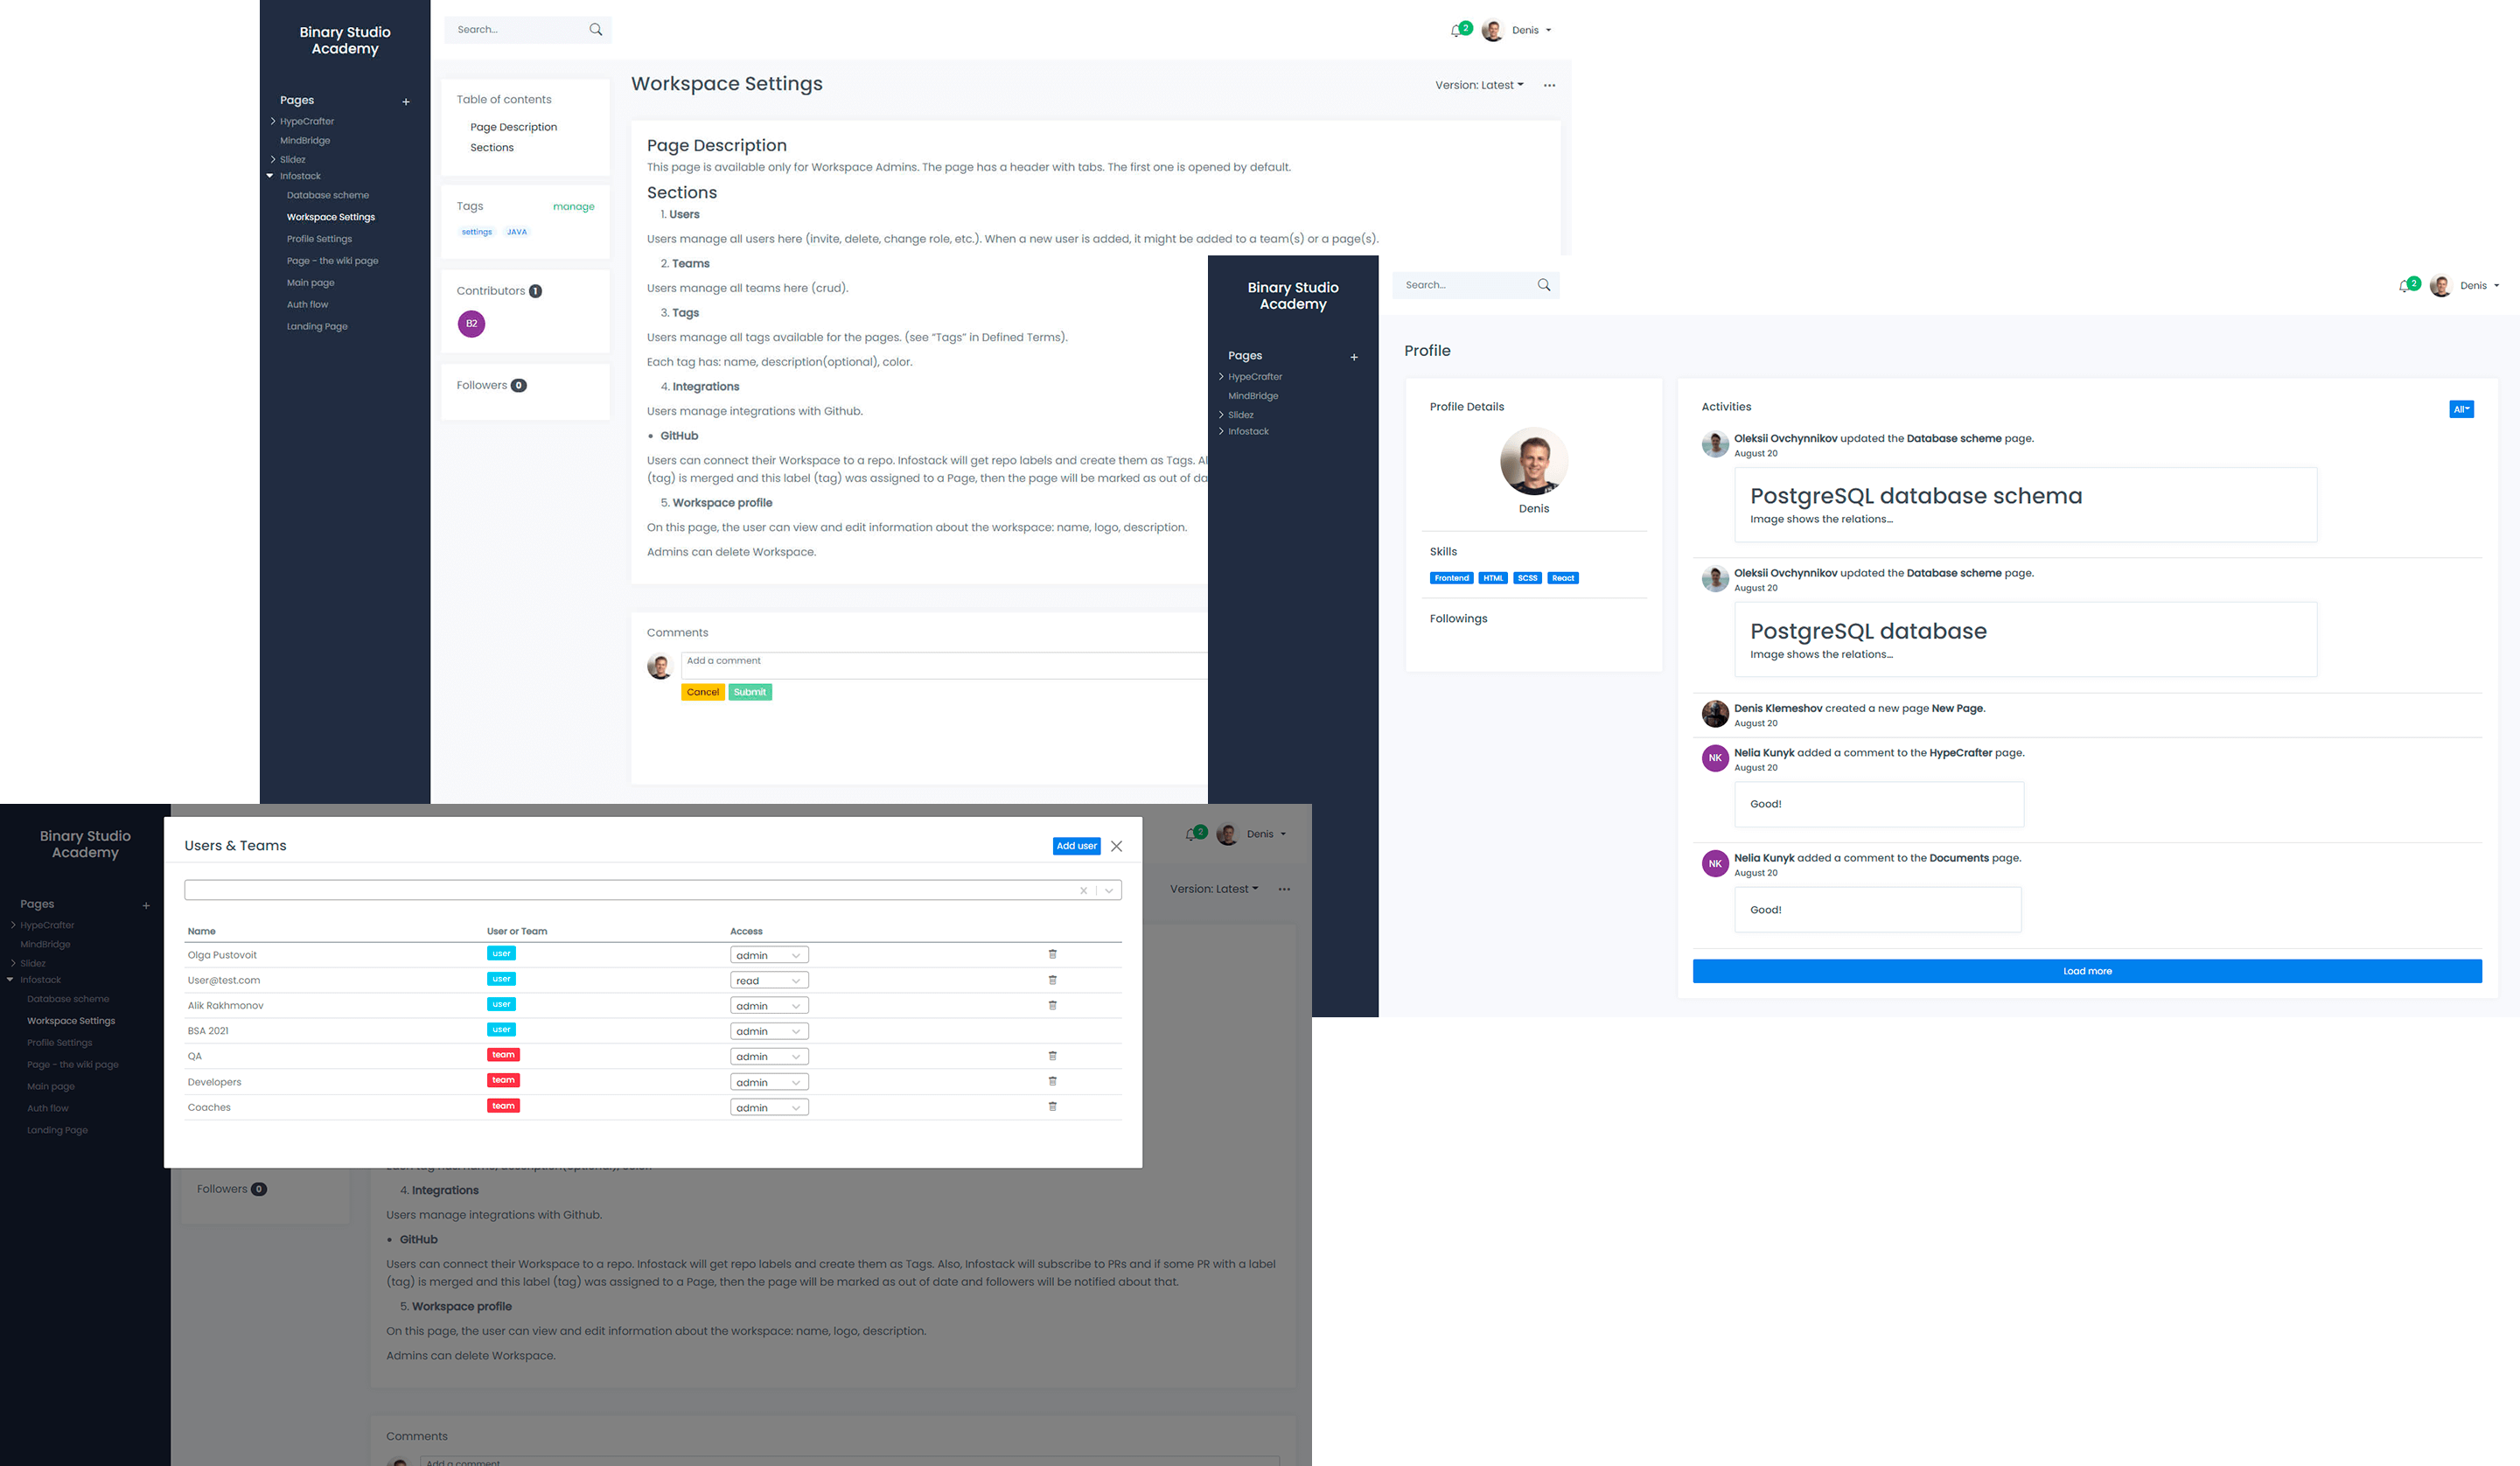 Binary Studio
Academy
Pages
+
HypeCrafter
MindBridge
Slidez
Infostack
Database scheme
Workspace Settings
Profile Settings
Page - the wiki page
Main page
Auth flow
Landing Page
Search...
2
Denis
Table of contents
Page Description
Sections
Tags
manage
settings
JAVA
Contributors 1
B2
Followers 0
Workspace Settings
Version: Latest
Page Description
This page is available only for Workspace Admins. The page has a header with tabs. The first one is opened by default.
Sections
1. Users
Users manage all users here (invite, delete, change role, etc.). When a new user is added, it might be added to a team(s) or a page(s).
2. Teams
Users manage all teams here (crud).
3. Tags
Users manage all tags available for the pages. (see “Tags” in Defined Terms).
Each tag has: name, description(optional), color.
4. Integrations
Users manage integrations with Github.
• GitHub
Users can connect their Workspace to a repo. Infostack will get repo labels and create them as Tags. Al
(tag) is merged and this label (tag) was assigned to a Page, then the page will be marked as out of da
5. Workspace profile
On this page, the user can view and edit information about the workspace: name, logo, description.
Admins can delete Workspace.
Comments
Add a comment
Cancel
Submit
Binary Studio
Academy
Pages
+
HypeCrafter
MindBridge
Slidez
Infostack
Search...
2
Denis
Profile
Profile Details
Denis
Skills
Frontend HTML SCSS React
Followings
Activities
All
Oleksii Ovchynnikov updated the Database scheme page.
August 20
PostgreSQL database schema
Image shows the relations...
Oleksii Ovchynnikov updated the Database scheme page.
August 20
PostgreSQL database
Image shows the relations...
Denis Klemeshov created a new page New Page.
August 20
NK
Nelia Kunyk added a comment to the HypeCrafter page.
August 20
Good!
NK
Nelia Kunyk added a comment to the Documents page.
August 20
Good!
Load more
Binary Studio
Academy
Pages
+
HypeCrafter
MindBridge
Slidez
Infostack
Database scheme
Workspace Settings
Profile Settings
Page - the wiki page
Main page
Auth flow
Landing Page
2
Denis
Version: Latest
Users & Teams
Add user
Name User or Team Access
Olga Pustovoit user admin
User@test.com user read
Alik Rakhmonov user admin
BSA 2021 user admin
QA team admin
Developers team admin
Coaches team admin
Followers 0
Each tag has: name, description(optional), color.
4. Integrations
Users manage integrations with Github.
• GitHub
Users can connect their Workspace to a repo. Infostack will get repo labels and create them as Tags. Also, Infostack will subscribe to PRs and if some PR with a label
(tag) is merged and this label (tag) was assigned to a Page, then the page will be marked as out of date and followers will be notified about that.
5. Workspace profile
On this page, the user can view and edit information about the workspace: name, logo, description.
Admins can delete Workspace.
Comments
Add a comment